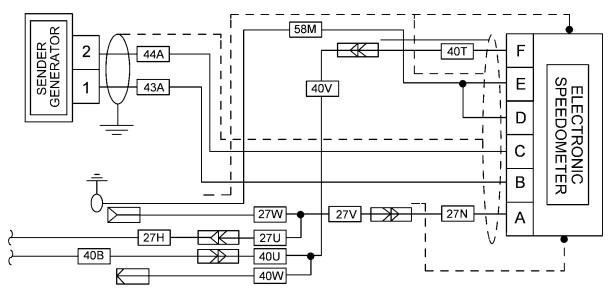 58M
SENDER
GENERATOR
2
1
44A
43A
40T
40V
F
E
D
C
B
A
ELECTRONIC
SPEEDOMETER
27W
27V
27N
27H
27U
40B
40U
40W